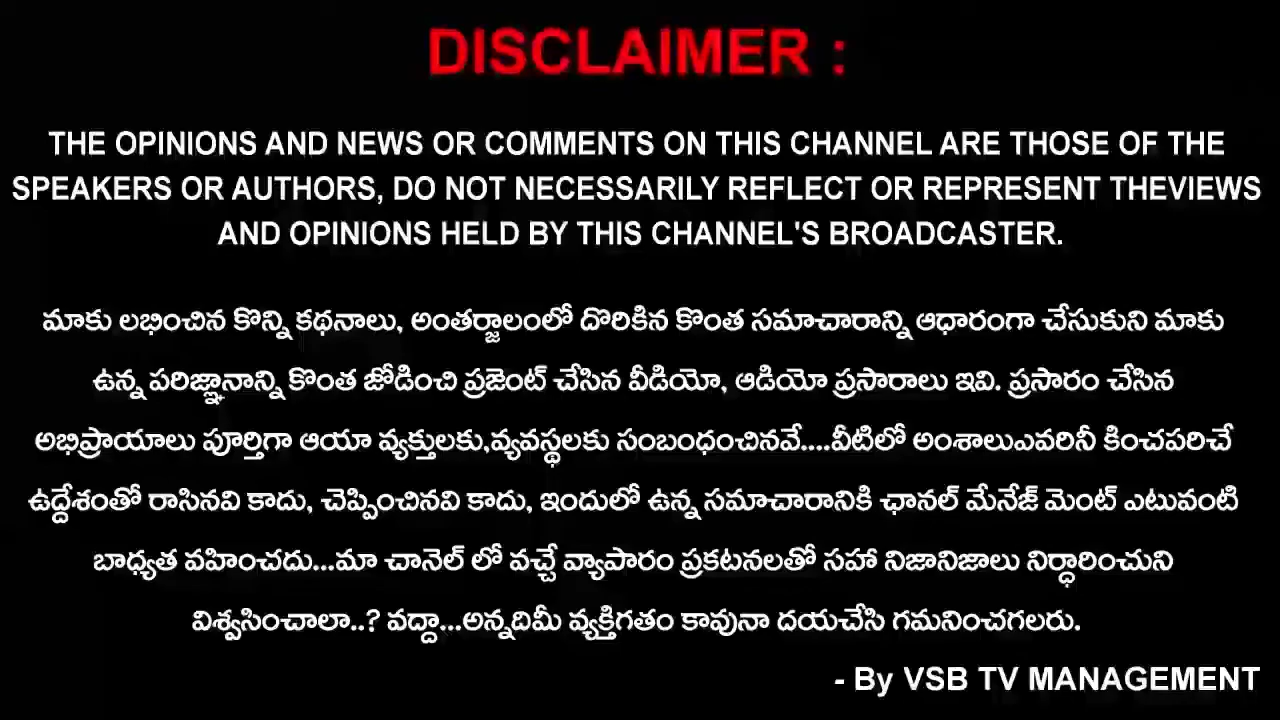 DISCLAIMER :
THE OPINIONS AND NEWS OR COMMENTS ON THIS CHANNEL ARE THOSE OF THE
SPEAKERS OR AUTHORS, DO NOT NECESSARILY REFLECT OR REPRESENT THEVIEWS
AND OPINIONS HELD BY THIS CHANNEL'S BROADCASTER.
మాకు లభించిన కొన్ని కథనాలు, అంతర్జాలంలో దొరికిన కొంత సమాచారాన్ని ఆధారంగా చేసుకుని మాకు
ఉన్న పరిజ్ఞానాన్ని కొంత జోడించి ప్రజెంట్ చేసిన వీడియో, ఆడియో ప్రసారాలు ఇవి. ప్రసారం చేసిన
అభిప్రాయాలు పూర్తిగా ఆయా వ్యక్తులకు,వ్యవస్థలకు సంబంధంచినవే....వీటిలో అంశాలుఎవరినీ కించపరిచే
ఉద్దేశంతో రాసినవి కాదు, చెప్పించినవి కాదు, ఇందులో ఉన్న సమాచారానికి ఛానల్ మేనేజ్ మెంట్ ఎటువంటి
బాధ్యత వహించదు...మా చానెల్ లో వచ్చే వ్యాపారం ప్రకటనలతో సహా నిజానిజాలు నిర్ధారించుని
విశ్వసించాలా..? వద్దా...అన్నదిమీ వ్యక్తిగతం కావునా దయచేసి గమనించగలరు.
- By VSB TV MANAGEMENT